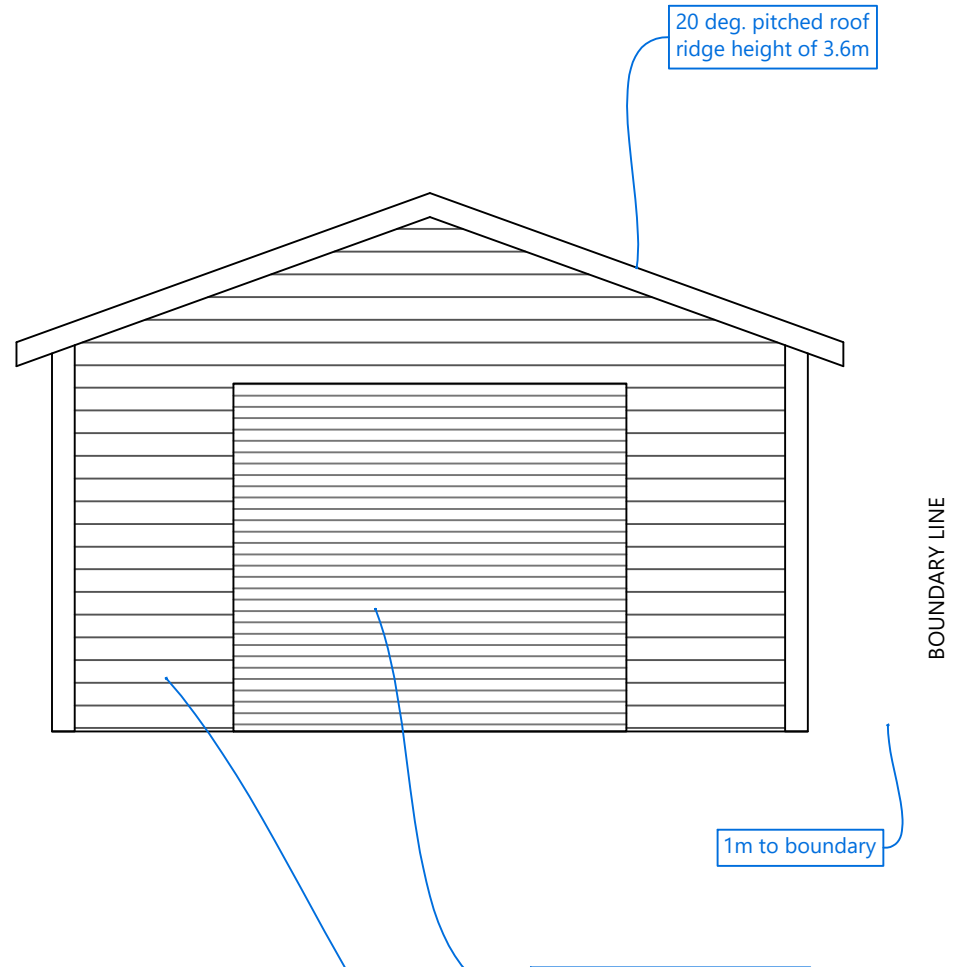 20 deg. pitched roof
ridge height of 3.6m
BOUNDARY LINE
1m to boundary